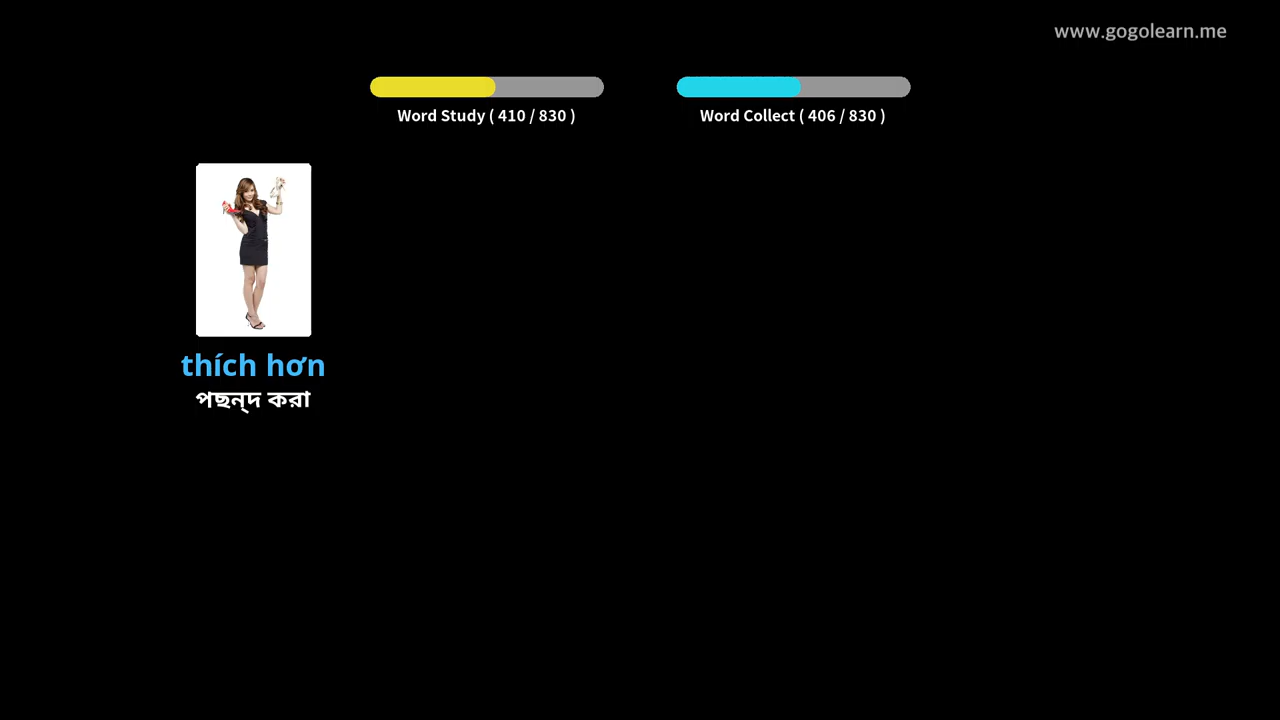 www.gogolearn.me
Word Study ( 410 / 830 )
Word Collect ( 406 / 830 )
thích hơn
পছন্দ করা